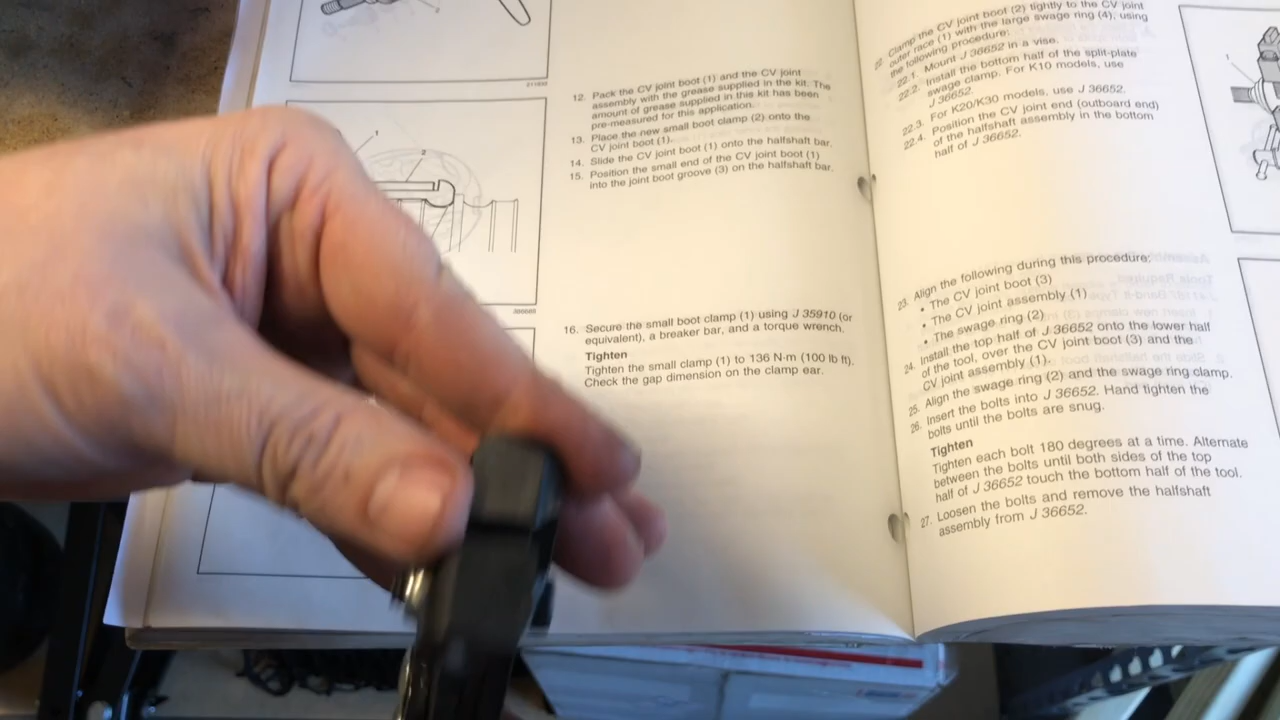 12. Pack the CV joint boot (1) and the CV joint
assembly with the grease supplied in the kit. The
amount of grease supplied in this kit has been
pre-measured for this application.
13. Place the new small boot clamp (2) onto the
CV joint boot (1).
14. Slide the CV joint boot (1) onto the halfshaft bar.
15. Position the small end of the CV joint boot (1)
into the joint boot groove (3) on the halfshaft bar.
16. Secure the small boot clamp (1) using J 35910 (or
equivalent), a breaker bar, and a torque wrench.
Tighten
Tighten the small clamp (1) to 136 N·m (100 lb ft).
Check the gap dimension on the clamp ear.
1
2
22. Clamp the CV joint boot (2) tightly to the CV joint
outer race (1) with the large swage ring (4), using
the following procedure:
22.1. Mount J 36652 in a vise.
22.2. Install the bottom half of the split-plate
swage clamp. For K10 models, use
J 36652.
22.3. For K20/K30 models, use J 36652.
22.4. Position the CV joint end (outboard end)
of the halfshaft assembly in the bottom
half of J 36652.
23. Align the following during this procedure:
• The CV joint boot (3)
• The CV joint assembly (1)
• The swage ring (2)
24. Install the top half of J 36652 onto the lower half
of the tool, over the CV joint boot (3) and the
CV joint assembly (1).
25. Align the swage ring (2) and the swage ring clamp.
26. Insert the bolts into J 36652. Hand tighten the
bolts until the bolts are snug.
Tighten
Tighten each bolt 180 degrees at a time. Alternate
between the bolts until both sides of the top
half of J 36652 touch the bottom half of the tool.
27. Loosen the bolts and remove the halfshaft
assembly from J 36652.
1